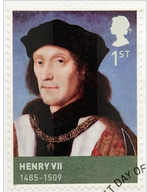 1ST
HENRY VII
1485-1509
T DAY OF